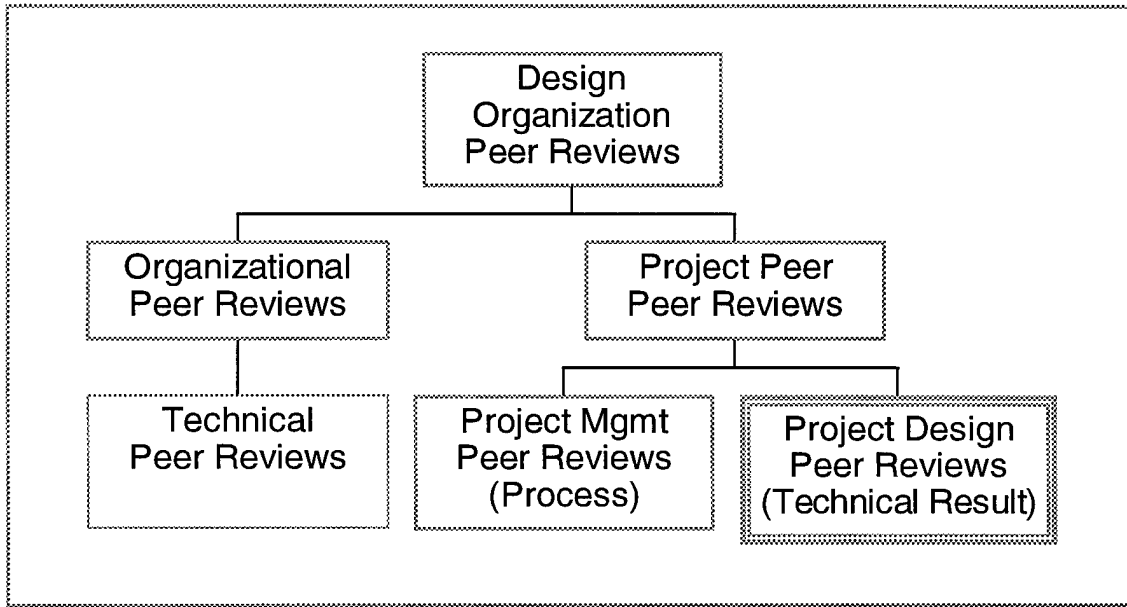 Design
Organization
Peer Reviews
Organizational
Peer Reviews
Project Peer
Peer Reviews
Technical
Peer Reviews
Project Mgmt
Peer Reviews
(Process)
Project Design
Peer Reviews
(Technical Result)